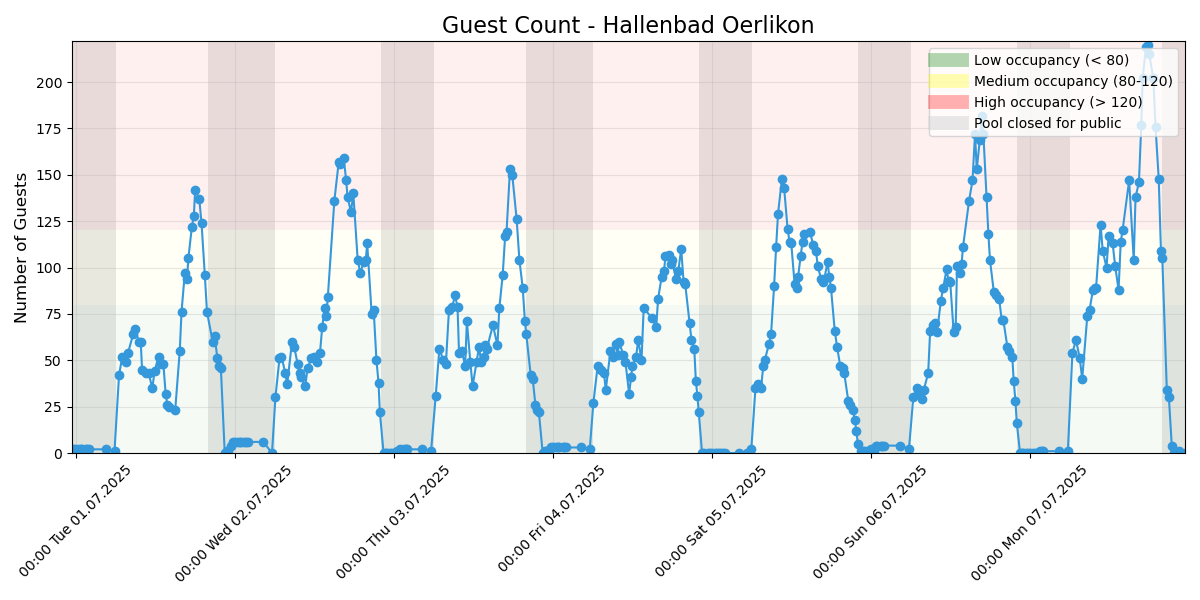 Guest Count - Hallenbad Oerlikon
Number of Guests
200
175
150
125
100
75
50
25
0
Low occupancy (< 80)
Medium occupancy (80-120)
High occupancy (> 120)
Pool closed for public
00:00 Tue 01.07.2025
00:00 Wed 02.07.2025
00:00 Thu 03.07.2025
00:00 Fri 04.07.2025
00:00 Sat 05.07.2025
00:00 Sun 06.07.2025
00:00 Mon 07.07.2025